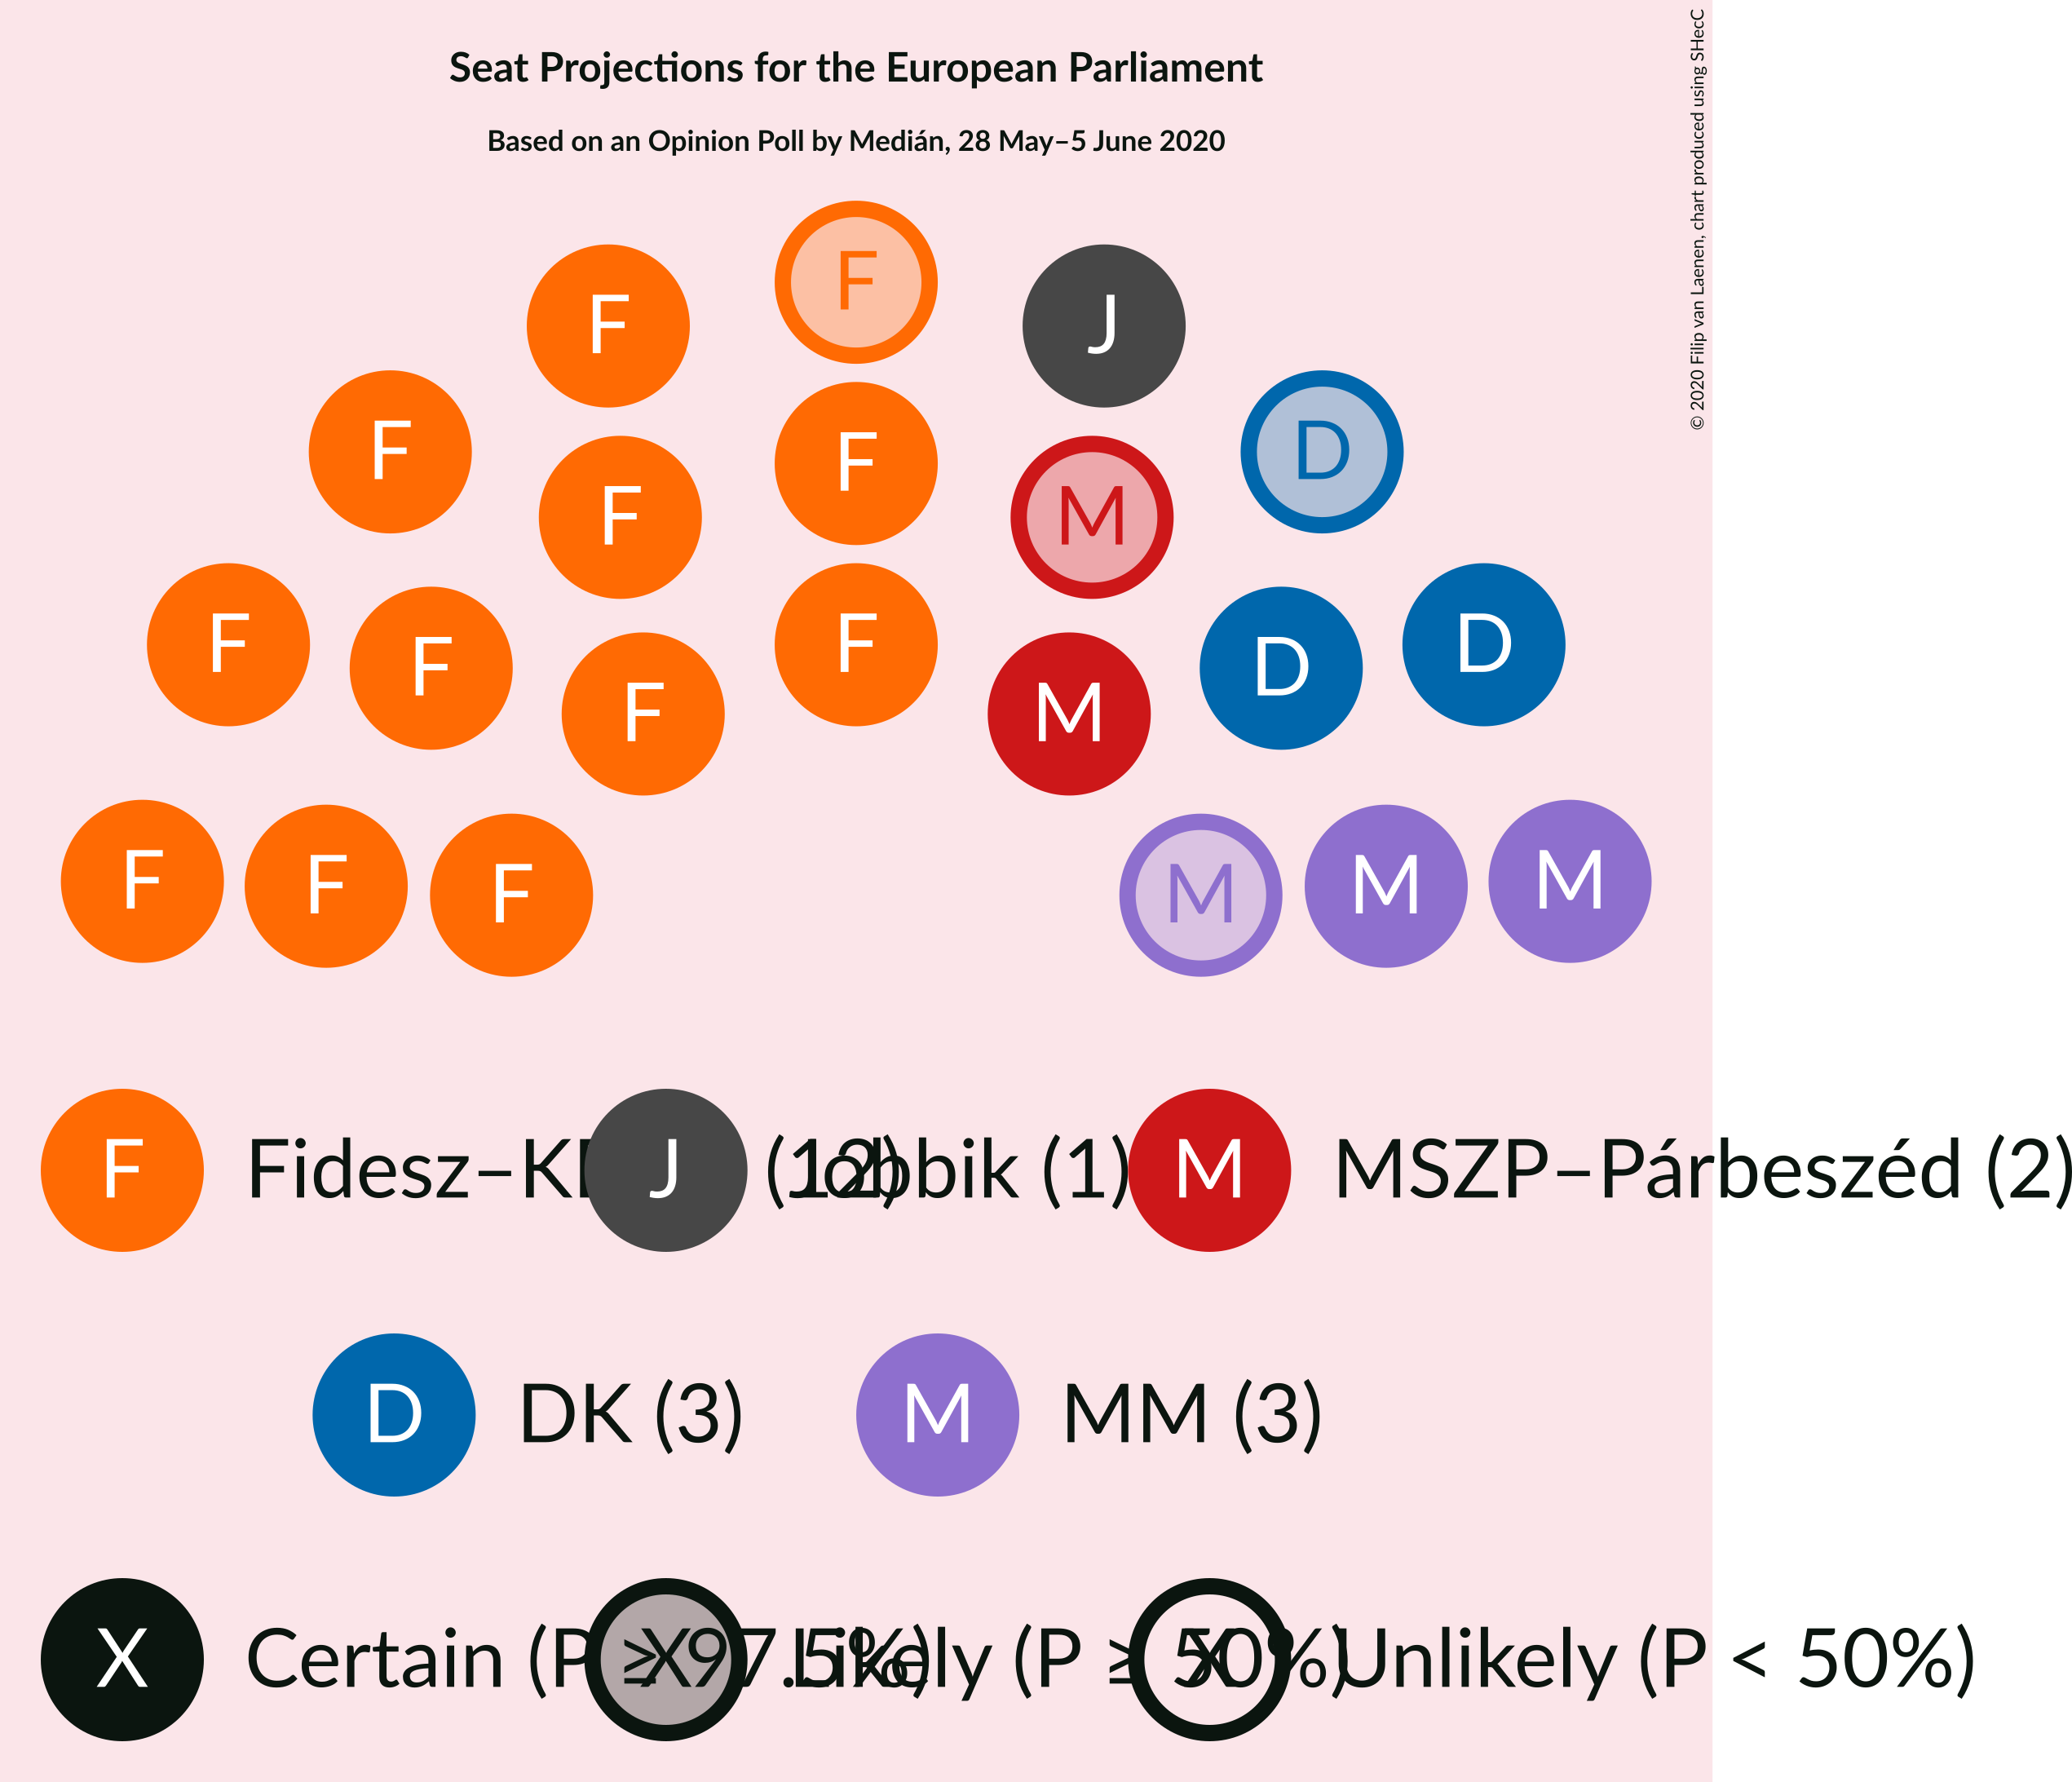 Seat Projections for the European Parliament
Based on an Opinion Poll by Medián, 28 May–5 June 2020
© 2020 Filip van Laenen, chart produced using SHecC
F
F J
F D
F
F M
F D
F D
F
F M
F M
F M
F M
F (12)
J Jobbik (1)
M MSZP–Párbeszéd (2)
D DK (3)
M MM (3)
X Certain (P ≥ 97.5%)
X Likely (P ≥ 50%)
X Unlikely (P < 50%)